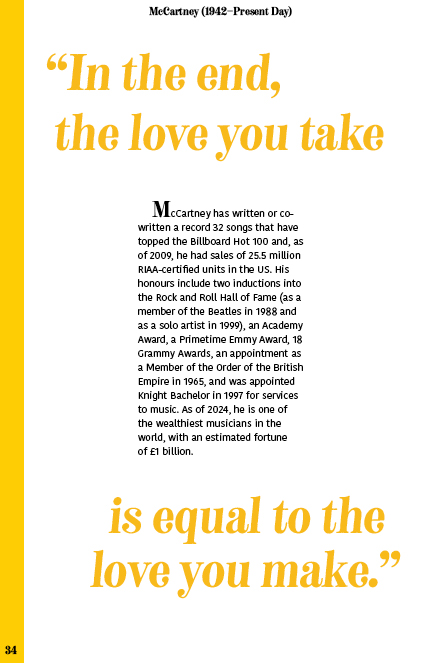 McCartney (1942–Present Day)
“In the end,
the love you take
McCartney has written or co-
written a record 32 songs that have
topped the Billboard Hot 100 and, as
of 2009, he had sales of 25.5 million
RIAA-certified units in the US. His
honours include two inductions into
the Rock and Roll Hall of Fame (as a
member of the Beatles in 1988 and
as a solo artist in 1999), an Academy
Award, a Primetime Emmy Award, 18
Grammy Awards, an appointment as
a Member of the Order of the British
Empire in 1965, and was appointed
Knight Bachelor in 1997 for services
to music. As of 2024, he is one of
the wealthiest musicians in the
world, with an estimated fortune
of £1 billion.
is equal to the
love you make.”
34